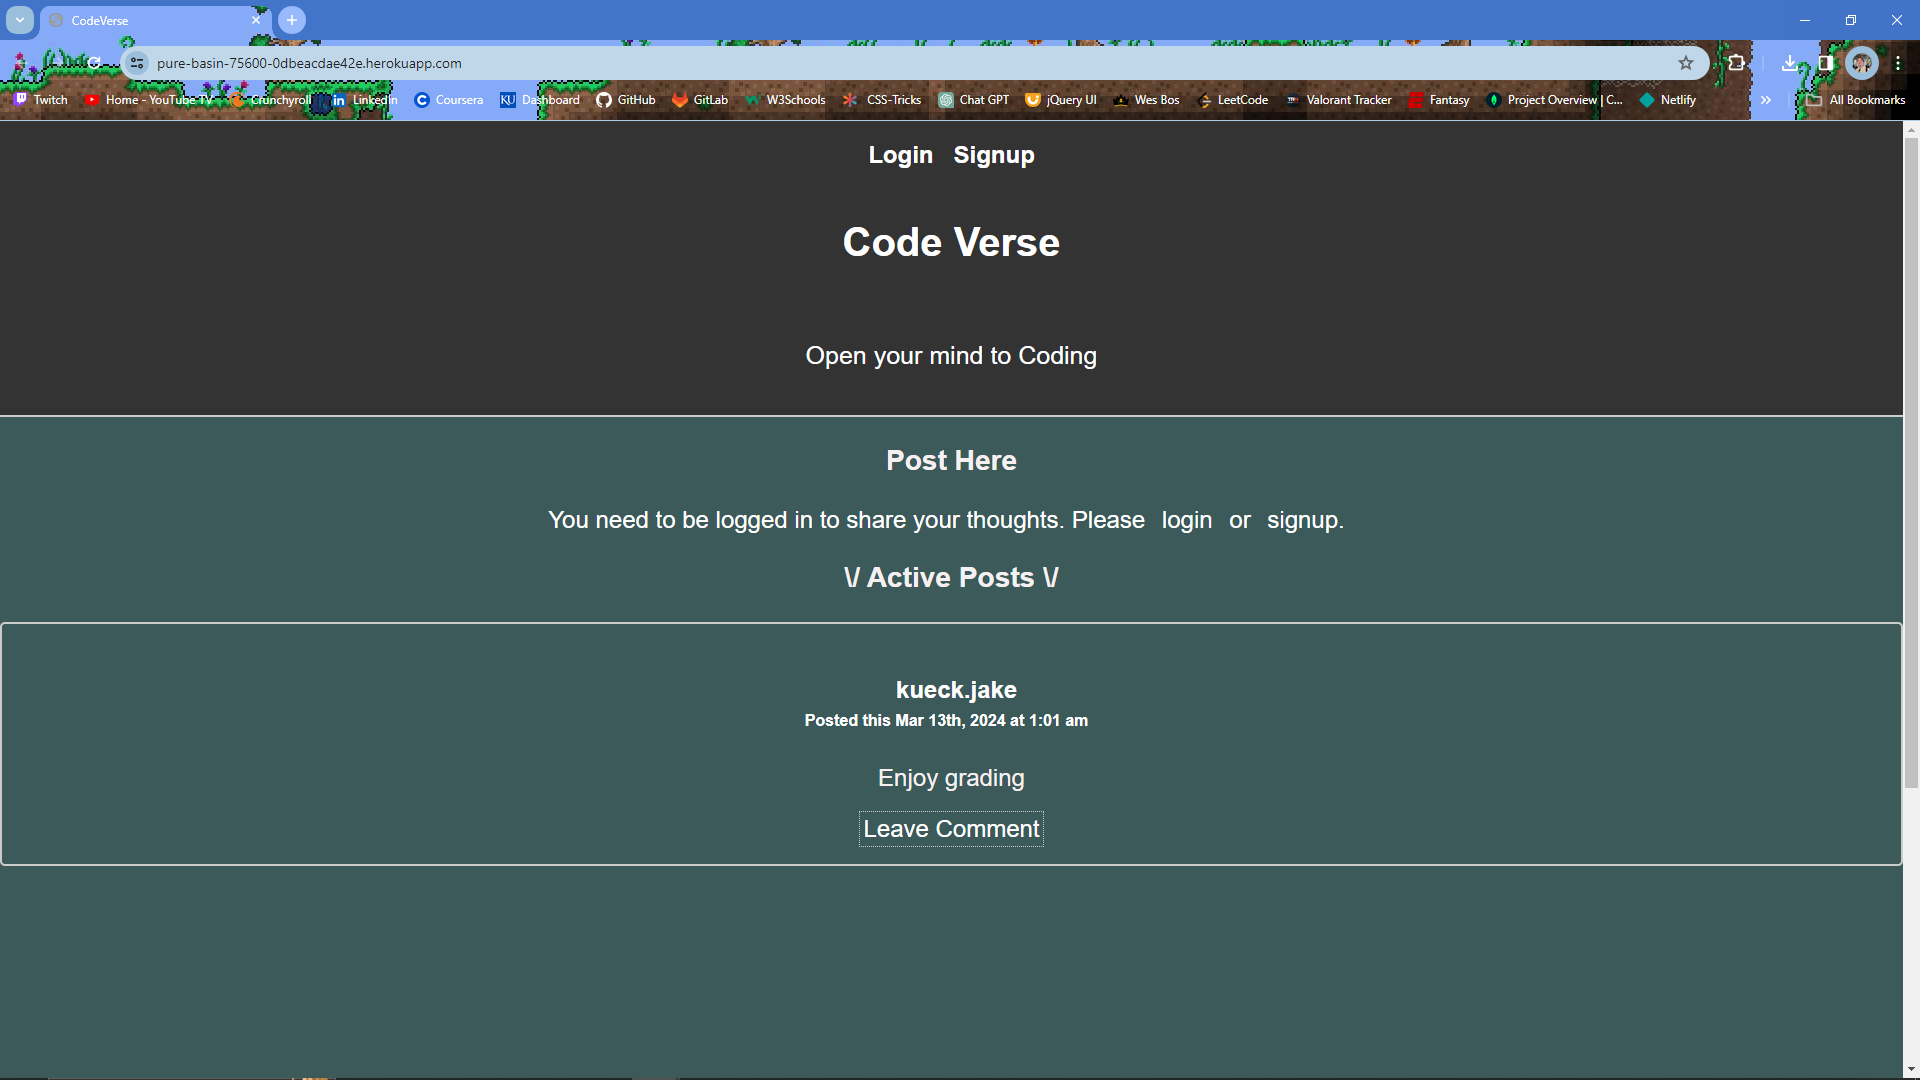 CodeVerse
pure-basin-75600-0dbeacdae42e.herokuapp.com
Twitch Home - YouTube TV Crunchyroll LinkedIn Coursera Dashboard GitHub GitLab W3Schools CSS-Tricks Chat GPT jQuery UI Wes Bos LeetCode Valorant Tracker Fantasy Project Overview | C... Netlify » All Bookmarks
Login Signup
Code Verse
Open your mind to Coding
Post Here
You need to be logged in to share your thoughts. Please login or signup.
\/ Active Posts \/
kueck.jake
Posted this Mar 13th, 2024 at 1:01 am
Enjoy grading
Leave Comment